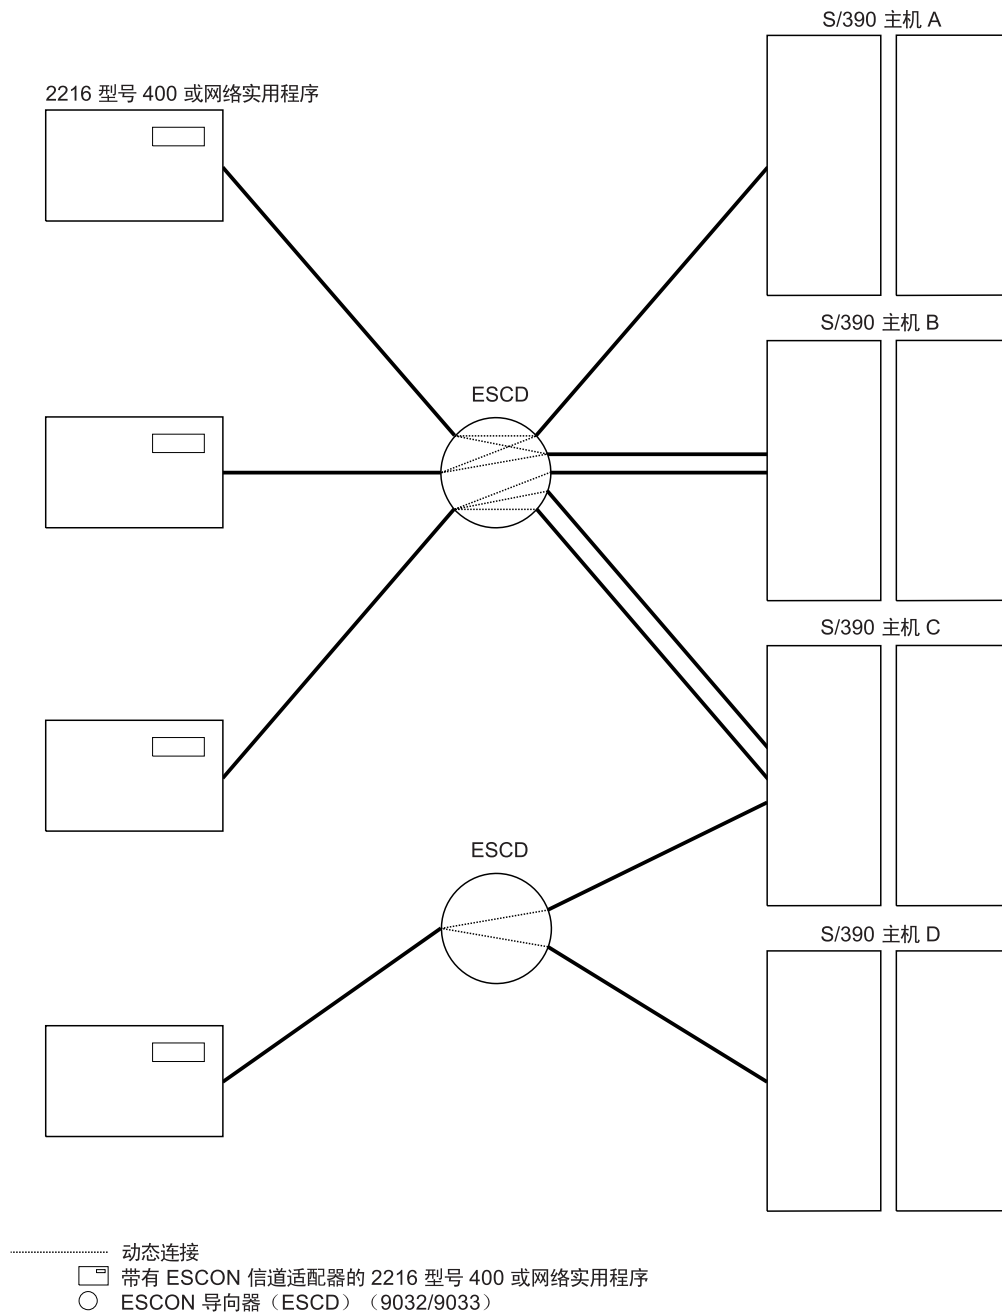 S/390 主机 A
2216 型号 400 或网络实用程序
S/390 主机 B
ESCD
S/390 主机 C
ESCD
S/390 主机 D
动态连接
带有 ESCON 信道适配器的 2216 型号 400 或网络实用程序
ESCON 导向器（ESCD）（9032/9033）